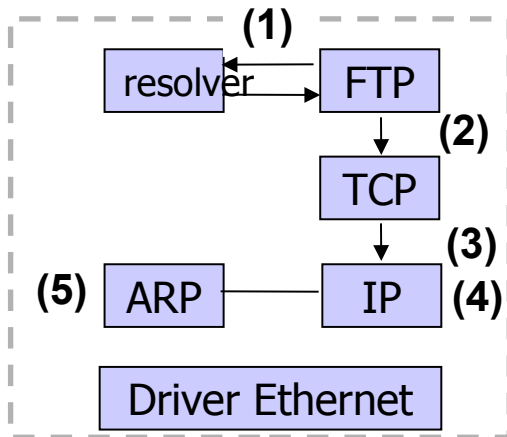 (1)
resolver FTP
(2)
TCP
(3)
(5) ARP IP (4)
Driver Ethernet